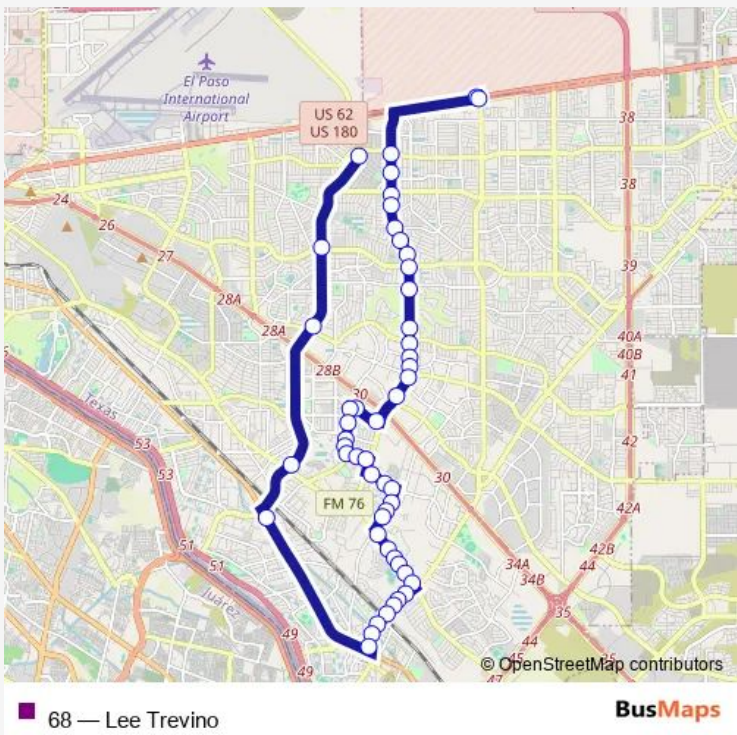 El Paso
International
Airport
US 62
US 180
38
24
26
38
27
39
28A
28A
40A
40B
28B
41
30
Texas
53
42
53
30
FM 76
42A
51
42B
51
34A
44
34B
Juárez
35
49
44
49
47
© OpenStreetMap contributors
68 — Lee Trevino
BusMaps